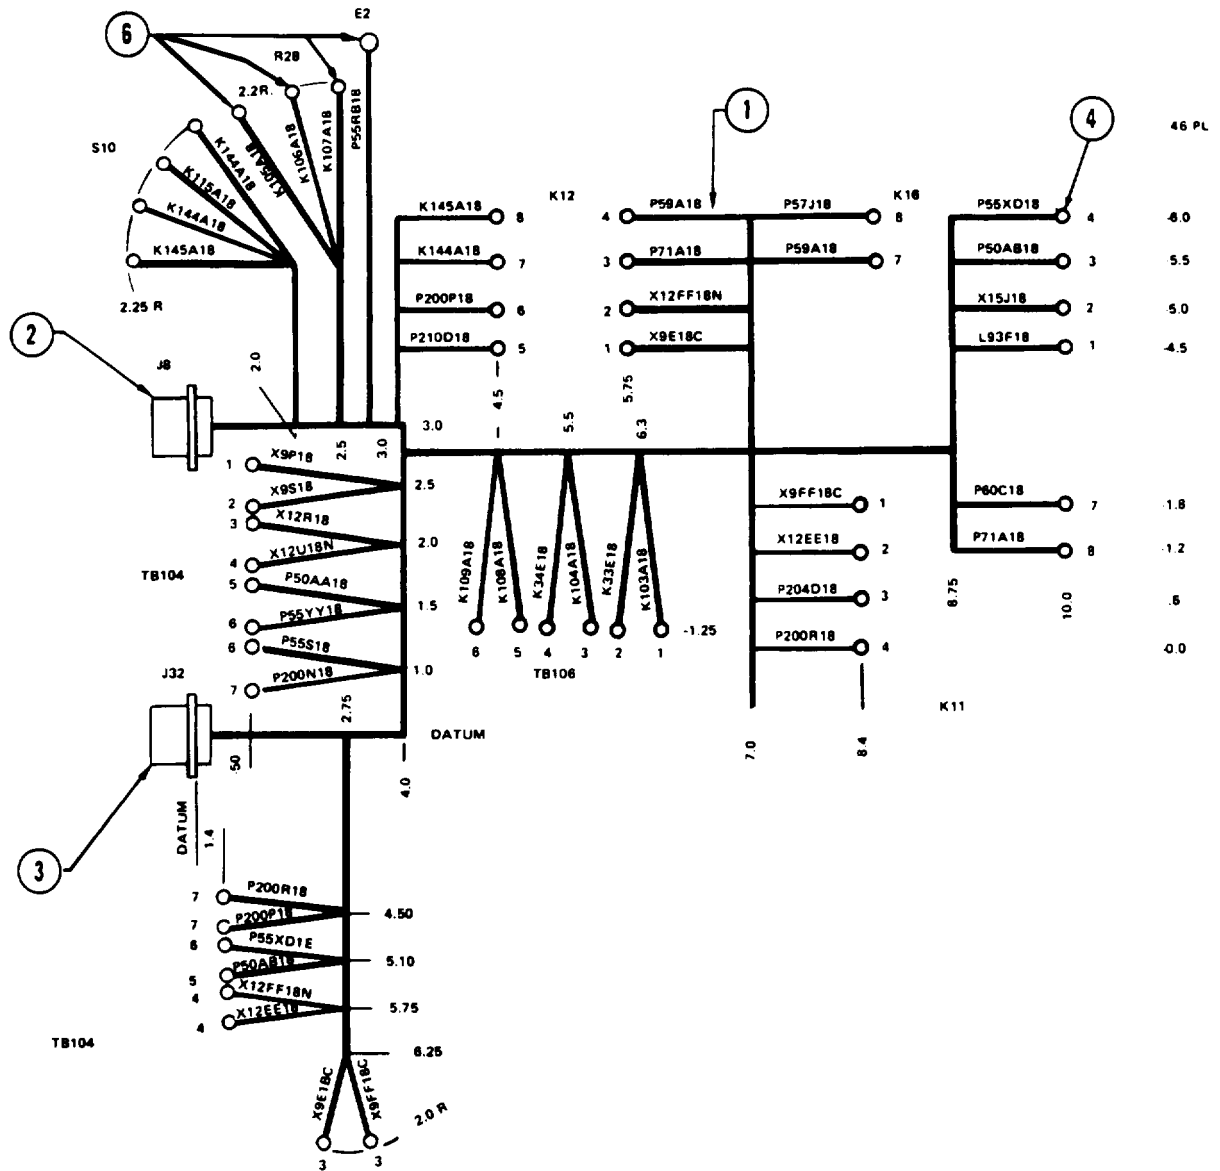 6
E2
R28
2.2R.
K105A18
K106A18
K107A18
P55RB18
S10
K144A18
K115A18
K144A18
K145A18
2.25 R
1
4
46 PL
K145A18 8
K144A18 7
P200P18 6
P210D18 5
K12
4 P59A18
3 P71A18
2 X12FF18N
1 X9E18C
K16
P57J18 8
P59A18 7
P55XD18 4 -6.0
P50AB18 3 5.5
X15J18 2 -5.0
L93F18 1 -4.5
2
J8
2.0
2.5
3.0
3.0
4.5
5.5
5.75
6.3
1 X9P18
2 X9S18
2.5
3 X12R18
4 X12U18N
2.0
TB104
5 P50AA18
6 P55YY18
1.5
6 P55S18
7 P200N18
1.0
K109A18
K108A18
K34E18
K104A18
K33E18
K103A18
6 5 4 3 2 1
-1.25
TB106
X9FF18C 1
X12EE18 2
P204D18 3
P200R18 4
K11
P60C18 7 1.8
P71A18 8 -1.2
.6
-0.0
8.75
10.0
7.0
8.4
J32
2.75
.50
DATUM
4.0
3
DATUM
1.4
7 P200R18
7 P200P18
4.50
6 P55XD1E
5 P50AB18
5.10
4 X12FF18N
4 X12EE18
5.75
TB104
6.25
X9E18C
X9FF18C
2.0 R
3 3